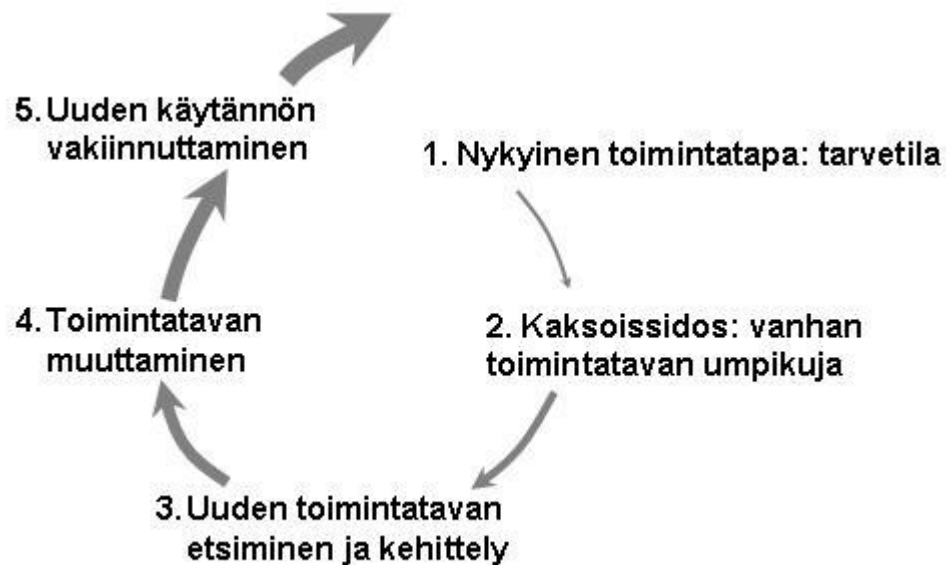 1. Nykyinen toimintatapa: tarvetila
2. Kaksoissidos: vanhan
toimintatavan umpikuja
3. Uuden toimintatavan
etsiminen ja kehittely
4. Toimintatavan
muuttaminen
5. Uuden käytännön
vakiinnuttaminen